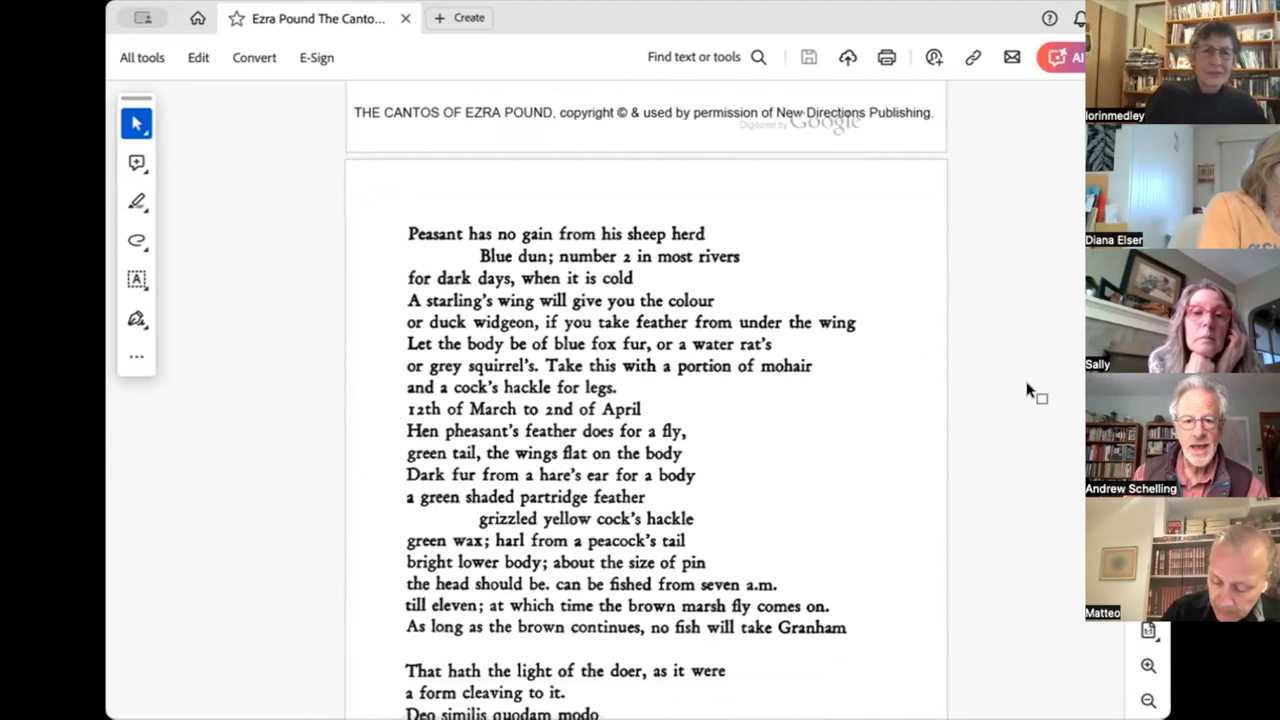 Ezra Pound The Canto...
Create
All tools
Edit
Convert
E-Sign
Find text or tools
AI
THE CANTOS OF EZRA POUND, copyright © & used by permission of New Directions Publishing.
Digitized by Google
Peasant has no gain from his sheep herd
Blue dun; number 2 in most rivers
for dark days, when it is cold
A starling's wing will give you the colour
or duck widgeon, if you take feather from under the wing
Let the body be of blue fox fur, or a water rat's
or grey squirrel's. Take this with a portion of mohair
and a cock's hackle for legs.
12th of March to 2nd of April
Hen pheasant's feather does for a fly,
green tail, the wings flat on the body
Dark fur from a hare's ear for a body
a green shaded partridge feather
grizzled yellow cock's hackle
green wax; harl from a peacock's tail
bright lower body; about the size of pin
the head should be. can be fished from seven a.m.
till eleven; at which time the brown marsh fly comes on.
As long as the brown continues, no fish will take Granham
That hath the light of the doer, as it were
a form cleaving to it.
Deo similis quodam modo
lorinmedley
Diana Elser
Sally
Andrew Schelling
Matteo